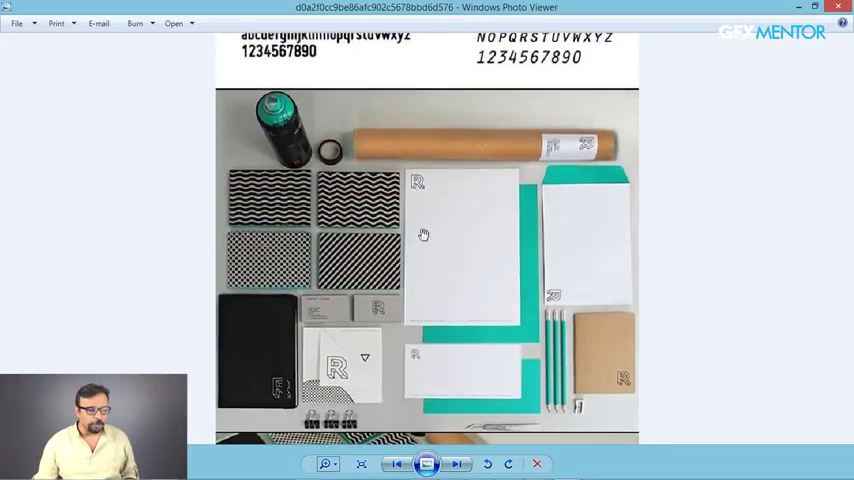 d0a2f0cc9be86afc902c5678bbd6d576 - Windows Photo Viewer
File
Print
E-mail
Burn
Open
GFXMENTOR
abcdefghijklmnopqrstuvwxyz
1234567890
NOPQRSTUVWXYZ
1234567890
R
R
R
R
R
R
R